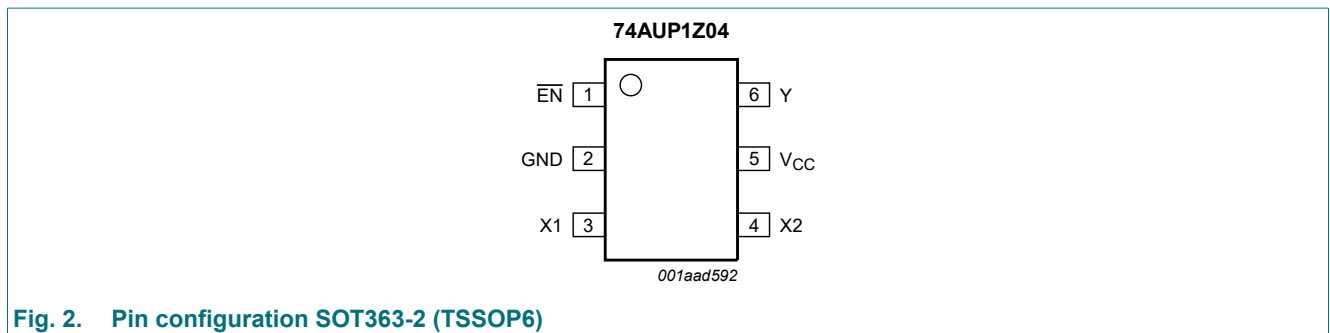 74AUP1Z04
EN 1 6 Y
GND 2 5 VCC
X1 3 4 X2
001aad592
Fig. 2. Pin configuration SOT363-2 (TSSOP6)